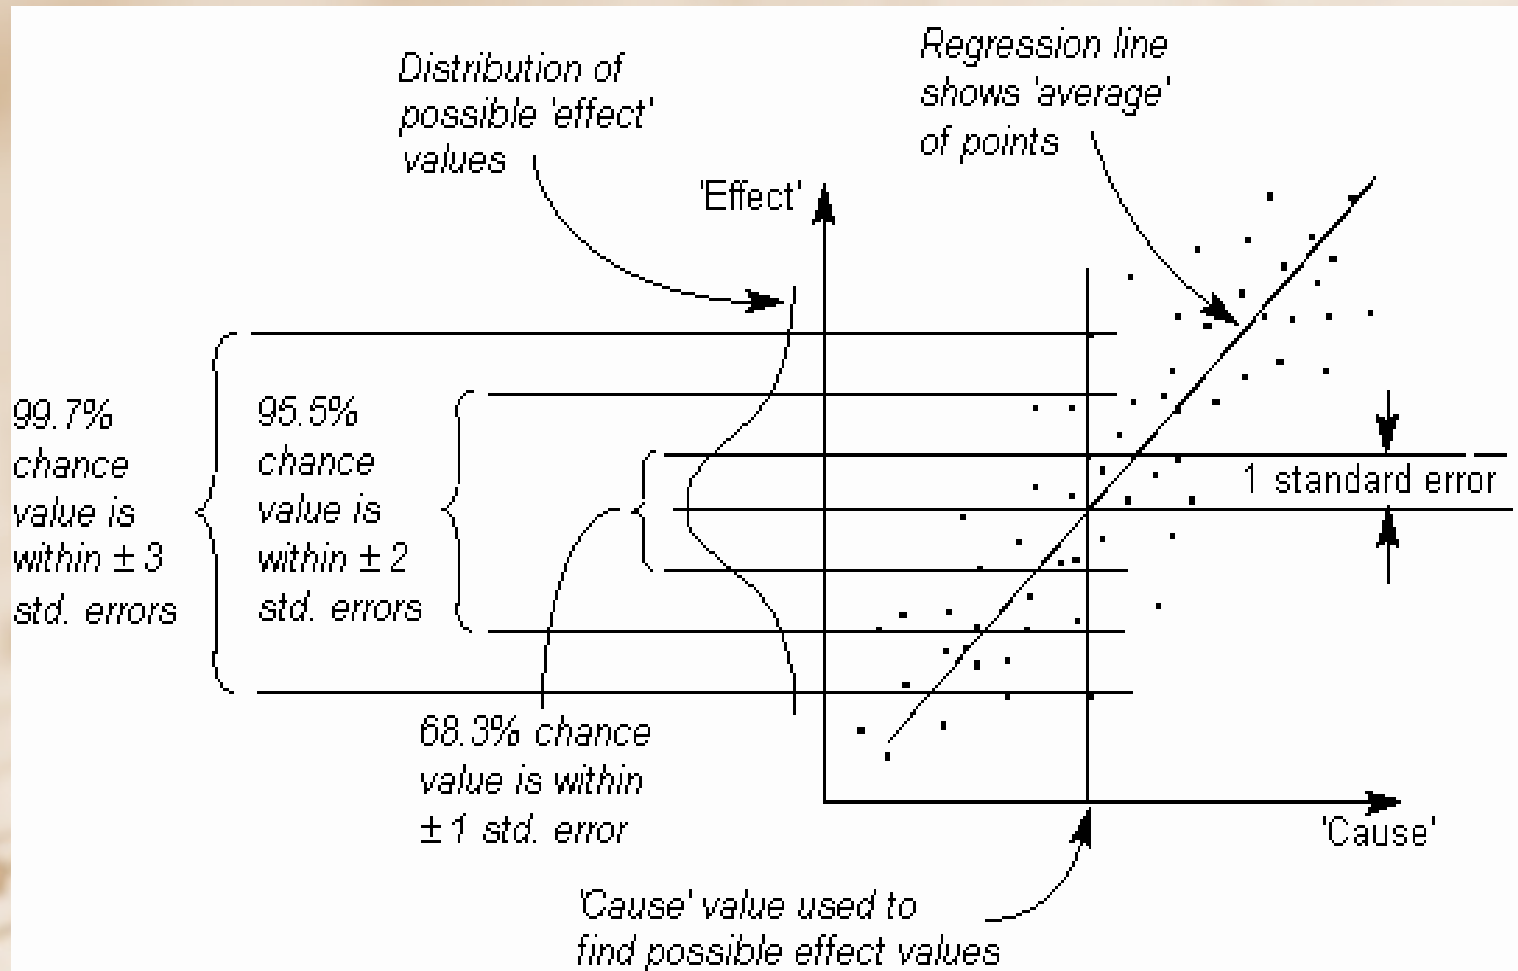 Distribution of
possible 'effect'
values
Regression line
shows 'average'
of points
'Effect'
99.7%
chance
value is
within ± 3
std. errors
95.5%
chance
value is
within ± 2
std. errors
1 standard error
68.3% chance
value is within
± 1 std. error
'Cause'
'Cause' value used to
find possible effect values